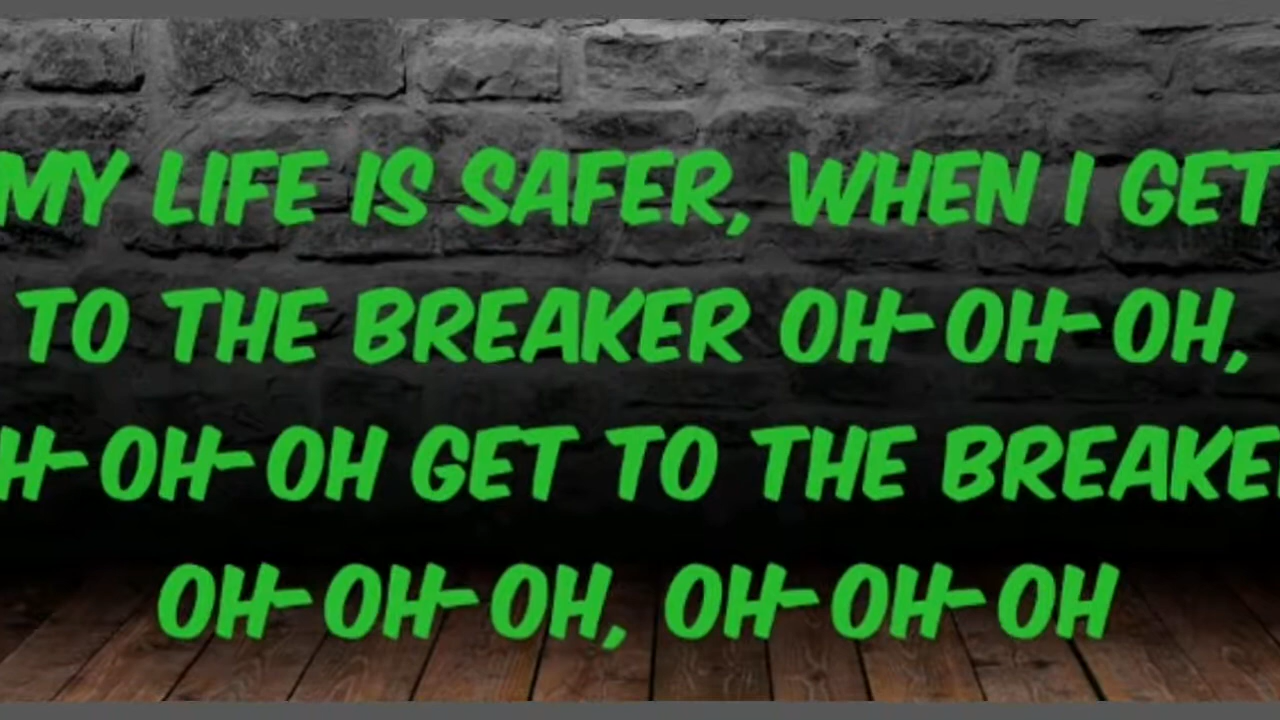 MY LIFE IS SAFER, WHEN I GET
TO THE BREAKER OH-OH-OH,
H-OH-OH GET TO THE BREAKE
OH-OH-OH, OH-OH-OH